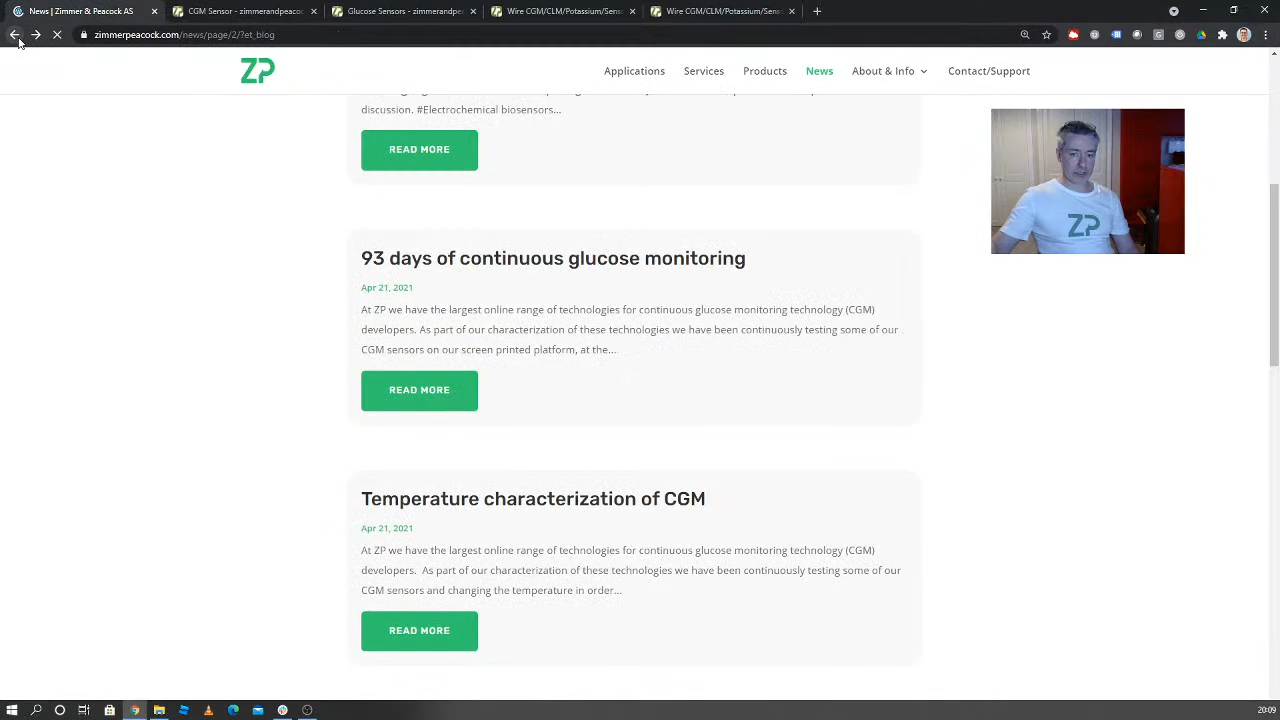 News | Zimmer & Peacock AS
CGM Sensor - zimmerandpeacoc
Glucose Sensors - zimmerandpe
Wire CGM/CLM/Potassium/Senso
Wire CGM/CLM/Potassium/Senso
zimmerpeacock.com/news/page/2/?et_blog
ZP
Applications
Services
Products
News
About & Info
Contact/Support
discussion. #Electrochemical biosensors...
READ MORE
ZP
93 days of continuous glucose monitoring
Apr 21, 2021
At ZP we have the largest online range of technologies for continuous glucose monitoring technology (CGM)
developers. As part of our characterization of these technologies we have been continuously testing some of our
CGM sensors on our screen printed platform, at the...
READ MORE
Temperature characterization of CGM
Apr 21, 2021
At ZP we have the largest online range of technologies for continuous glucose monitoring technology (CGM)
developers. As part of our characterization of these technologies we have been continuously testing some of our
CGM sensors and changing the temperature in order...
READ MORE
20:09